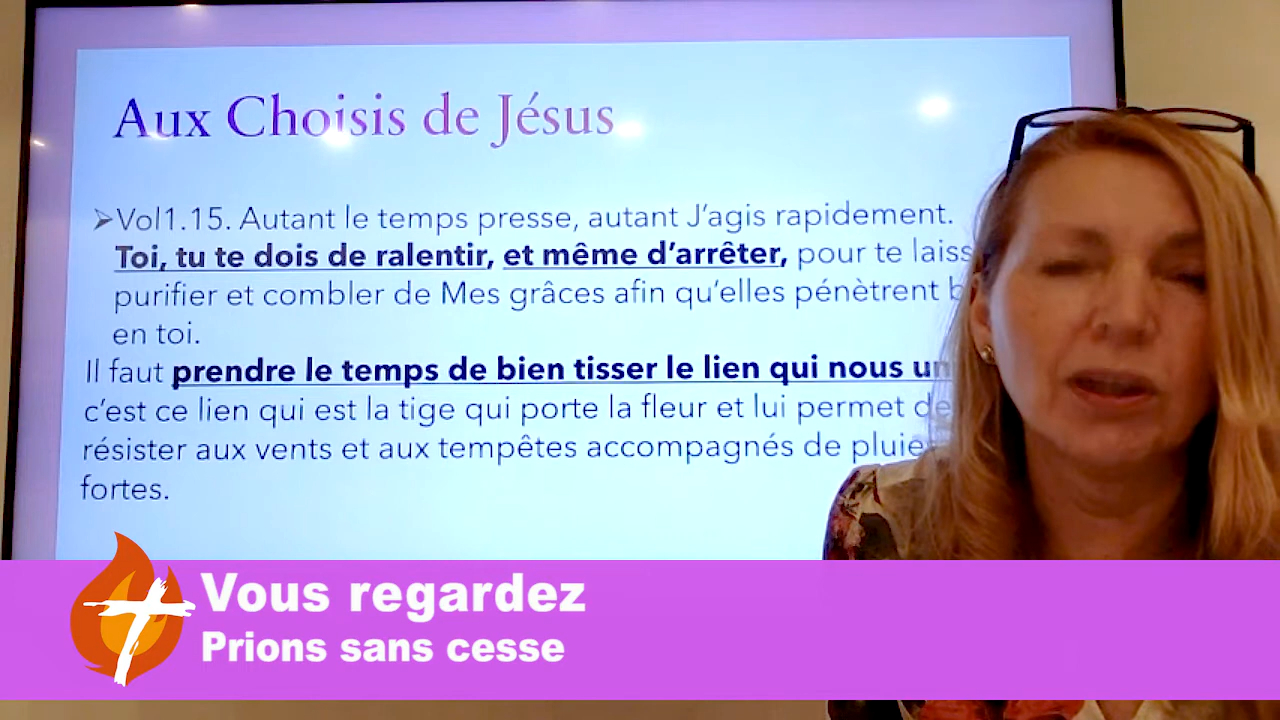 Aux Choisis de Jésus
➢Vol1.15. Autant le temps presse, autant J’agis rapidement.
Toi, tu te dois de ralentir, et même d’arrêter, pour te laiss
purifier et combler de Mes grâces afin qu’elles pénètrent b
en toi.
Il faut prendre le temps de bien tisser le lien qui nous un
c’est ce lien qui est la tige qui porte la fleur et lui permet de
résister aux vents et aux tempêtes accompagnés de pluie
fortes.
Vous regardez
Prions sans cesse